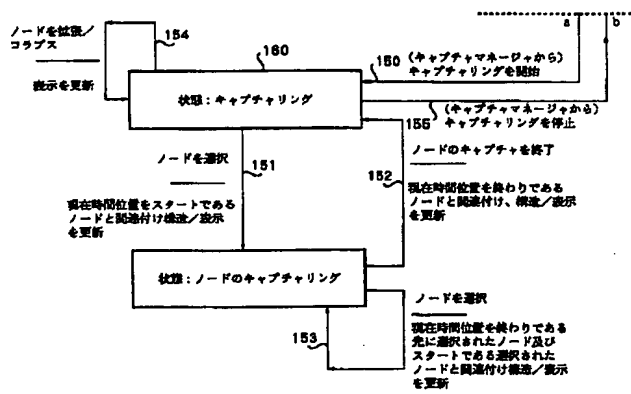 ノードを拡張／
コラプス
表示を更新
154
160
a
b
150
(キャプチャマネージャから)
キャプチャリングを開始
状態：キャプチャリング
155
(キャプチャマネージャから)
キャプチャリングを停止
ノードを選択
151
現在時間位置をスタートである
ノードと関連付け構造／表示
を更新
152
ノードのキャプチャを終了
現在時間位置を終わりである
ノードと関連付け、構造／表示
を更新
状態：ノードのキャプチャリング
153
ノードを選択
現在時間位置を終わりである
先に選択されたノード及び
スタートである選択された
ノードと関連付け構造／表示
を更新